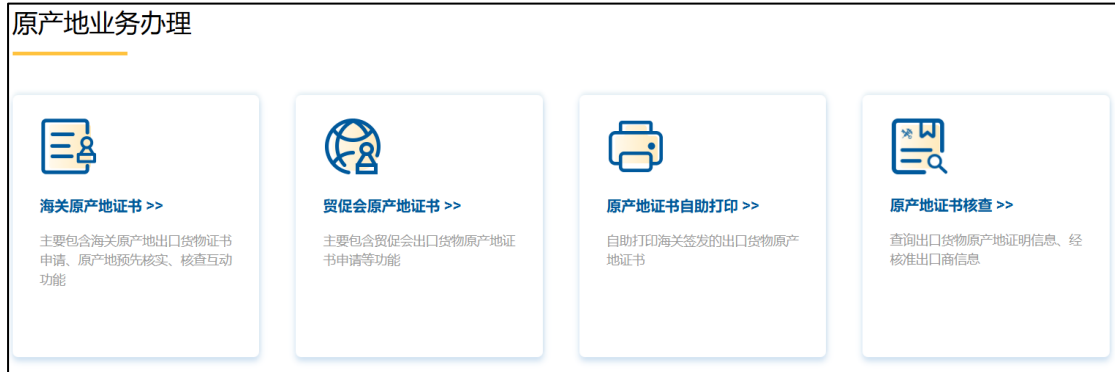 原产地业务办理
海关原产地证书 >>
主要包含海关原产地出口货物证书
申请、原产地预先核实、核查互动
功能
贸促会原产地证书 >>
主要包含贸促会出口货物原产地证
书申请等功能
原产地证书自助打印 >>
自助打印海关签发的出口货物原产
地证书
原产地证书核查 >>
查询出口货物原产地证明信息、经
核准出口商信息